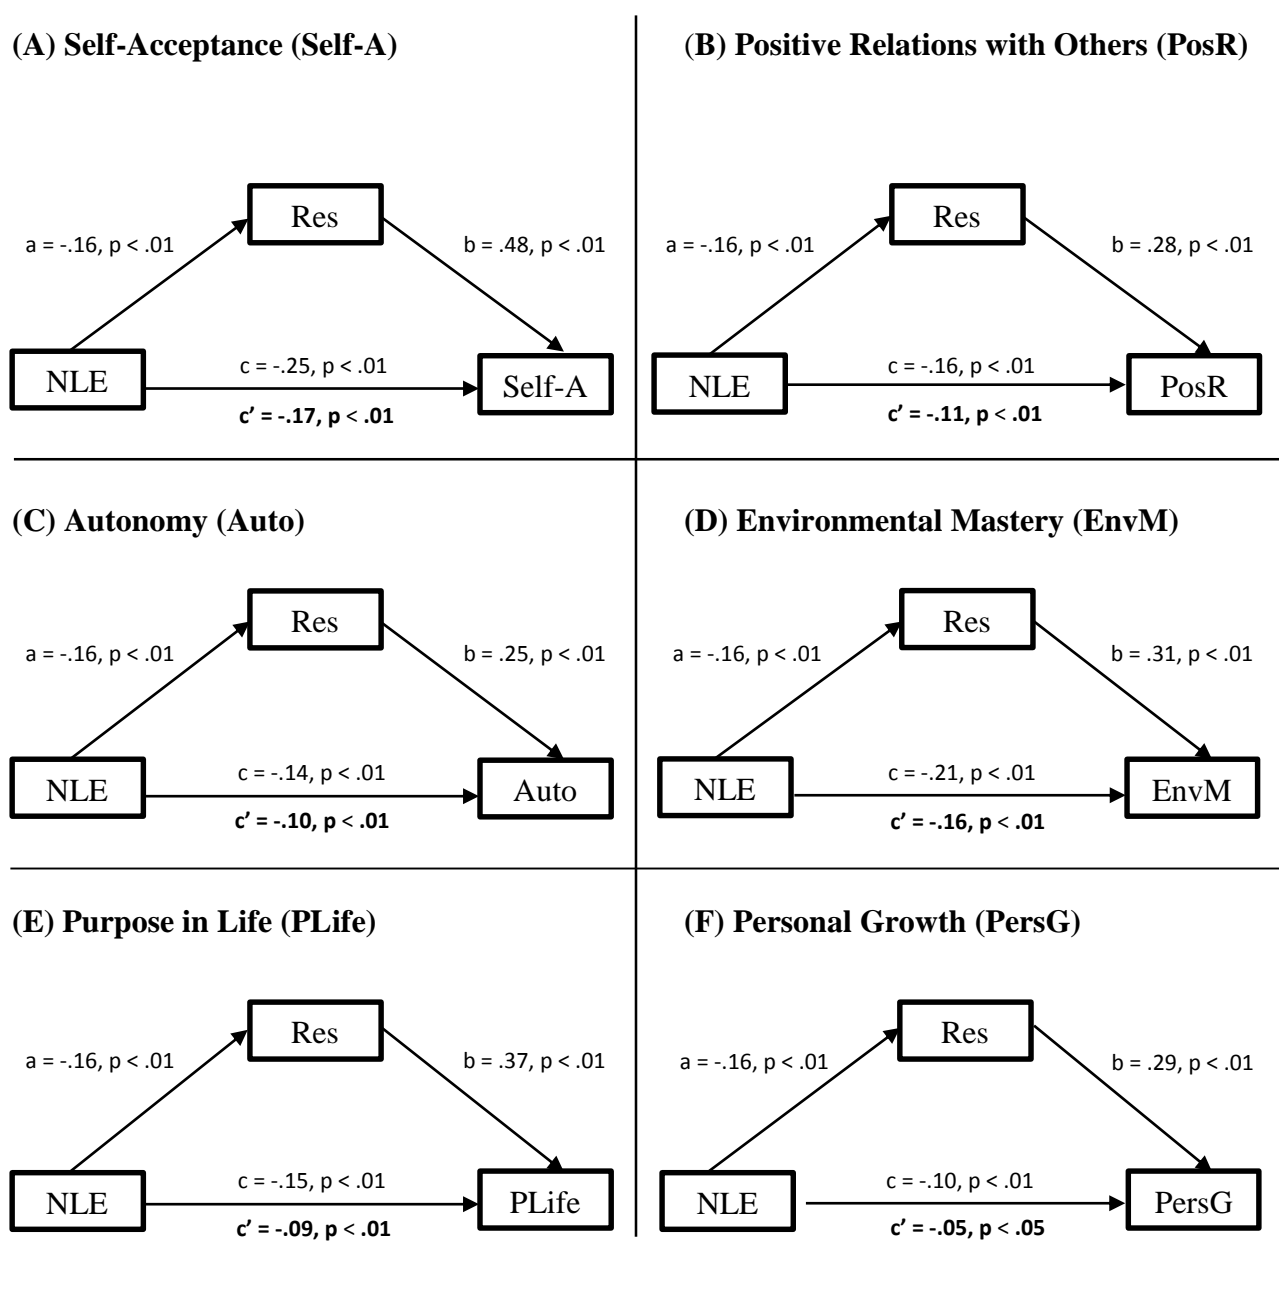 (A) Self-Acceptance (Self-A)
Res
a = -.16, p < .01
b = .48, p < .01
NLE
c = -.25, p < .01
c’ = -.17, p < .01
Self-A
(B) Positive Relations with Others (PosR)
Res
a = -.16, p < .01
b = .28, p < .01
NLE
c = -.16, p < .01
c’ = -.11, p < .01
PosR
(C) Autonomy (Auto)
Res
a = -.16, p < .01
b = .25, p < .01
NLE
c = -.14, p < .01
c’ = -.10, p < .01
Auto
(D) Environmental Mastery (EnvM)
Res
a = -.16, p < .01
b = .31, p < .01
NLE
c = -.21, p < .01
c’ = -.16, p < .01
EnvM
(E) Purpose in Life (PLife)
Res
a = -.16, p < .01
b = .37, p < .01
NLE
c = -.15, p < .01
c’ = -.09, p < .01
PLife
(F) Personal Growth (PersG)
Res
a = -.16, p < .01
b = .29, p < .01
NLE
c = -.10, p < .01
c’ = -.05, p < .05
PersG